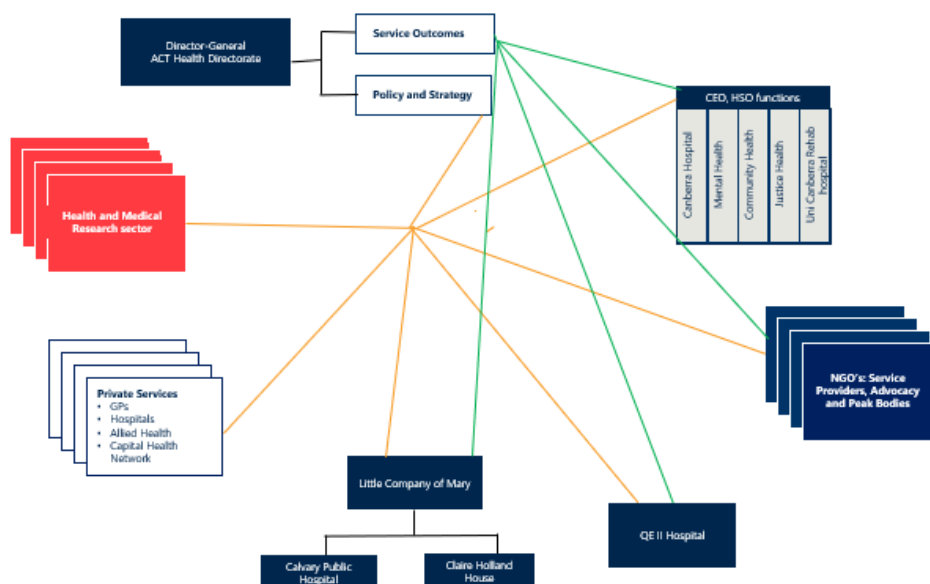 Director-General
ACT Health Directorate
Service Outcomes
Policy and Strategy
CEO, HSO functions
Canberra Hospital
Mental Health
Community Health
Justice Health
Uni Canberra Rehab
hospital
Health and Medical
Research sector
NGO's: Service
Providers, Advocacy
and Peak Bodies
Private Services
• GPs
• Hospitals
• Allied Health
• Capital Health
Network
Little Company of Mary
QE II Hospital
Calvary Public
Hospital
Claire Holland
House